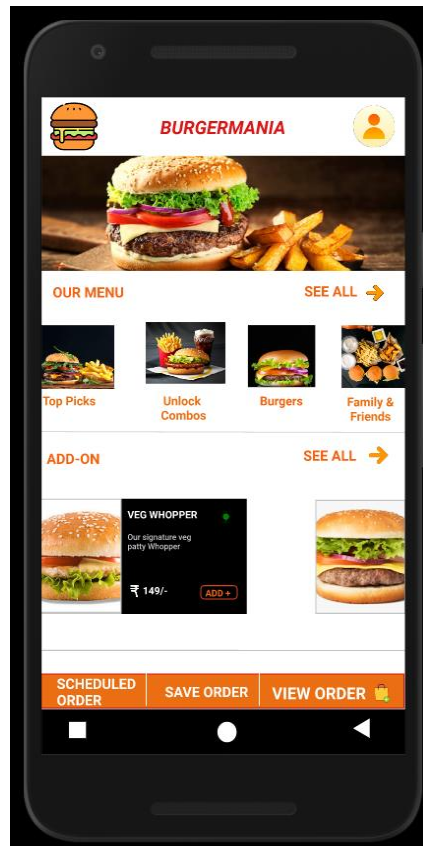 BURGERMANIA
OUR MENU
SEE ALL
Top Picks
Unlock
Combos
Burgers
Family &
Friends
ADD-ON
SEE ALL
VEG WHOPPER
Our signature veg
patty Whopper
₹ 149/-
ADD +
SCHEDULED
ORDER
SAVE ORDER
VIEW ORDER